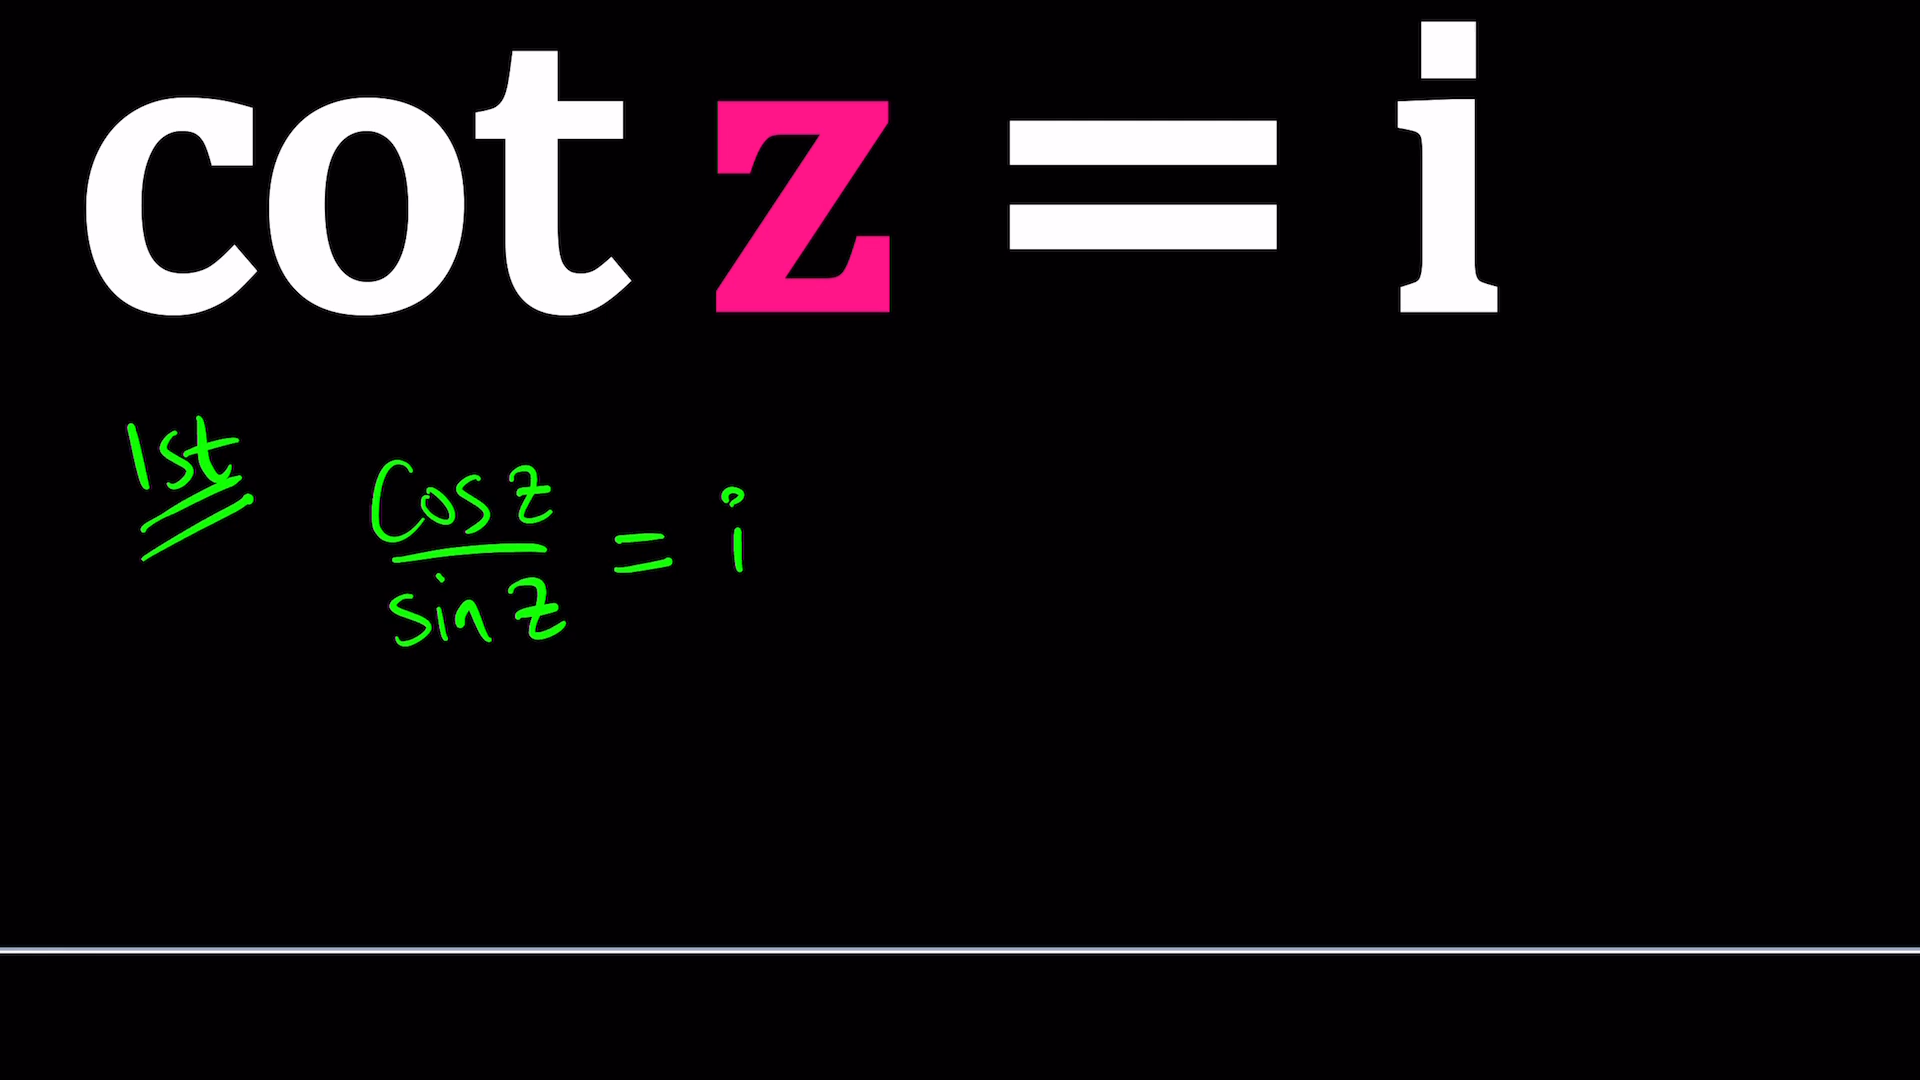 cot z = i
1st
cos z
= i
sin z